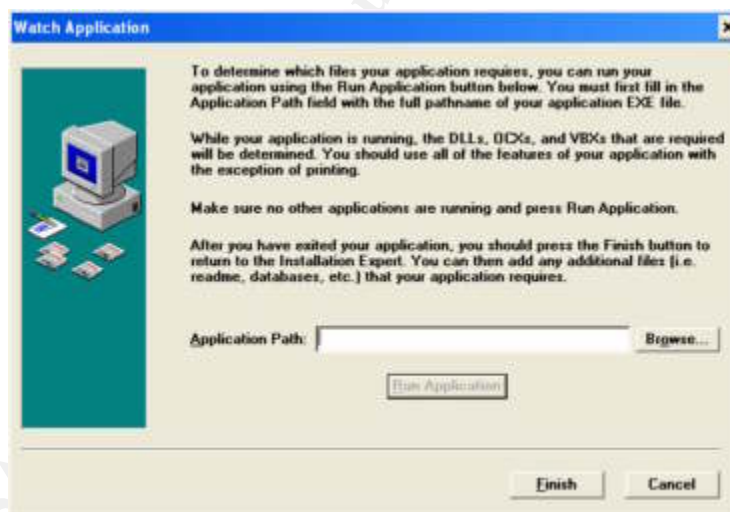 Watch Application
To determine which files your application requires, you can run your
application using the Run Application button below. You must first fill in the
Application Path field with the full pathname of your application EXE file.
While your application is running, the DLLs, OCXs, and VBXs that are required
will be determined. You should use all of the features of your application with
the exception of printing.
Make sure no other applications are running and press Run Application.
After you have exited your application, you should press the Finish button to
return to the Installation Expert. You can then add any additional files (i.e.
readme, databases, etc.) that your application requires.
Application Path: Browse...
Run Application
Finish Cancel